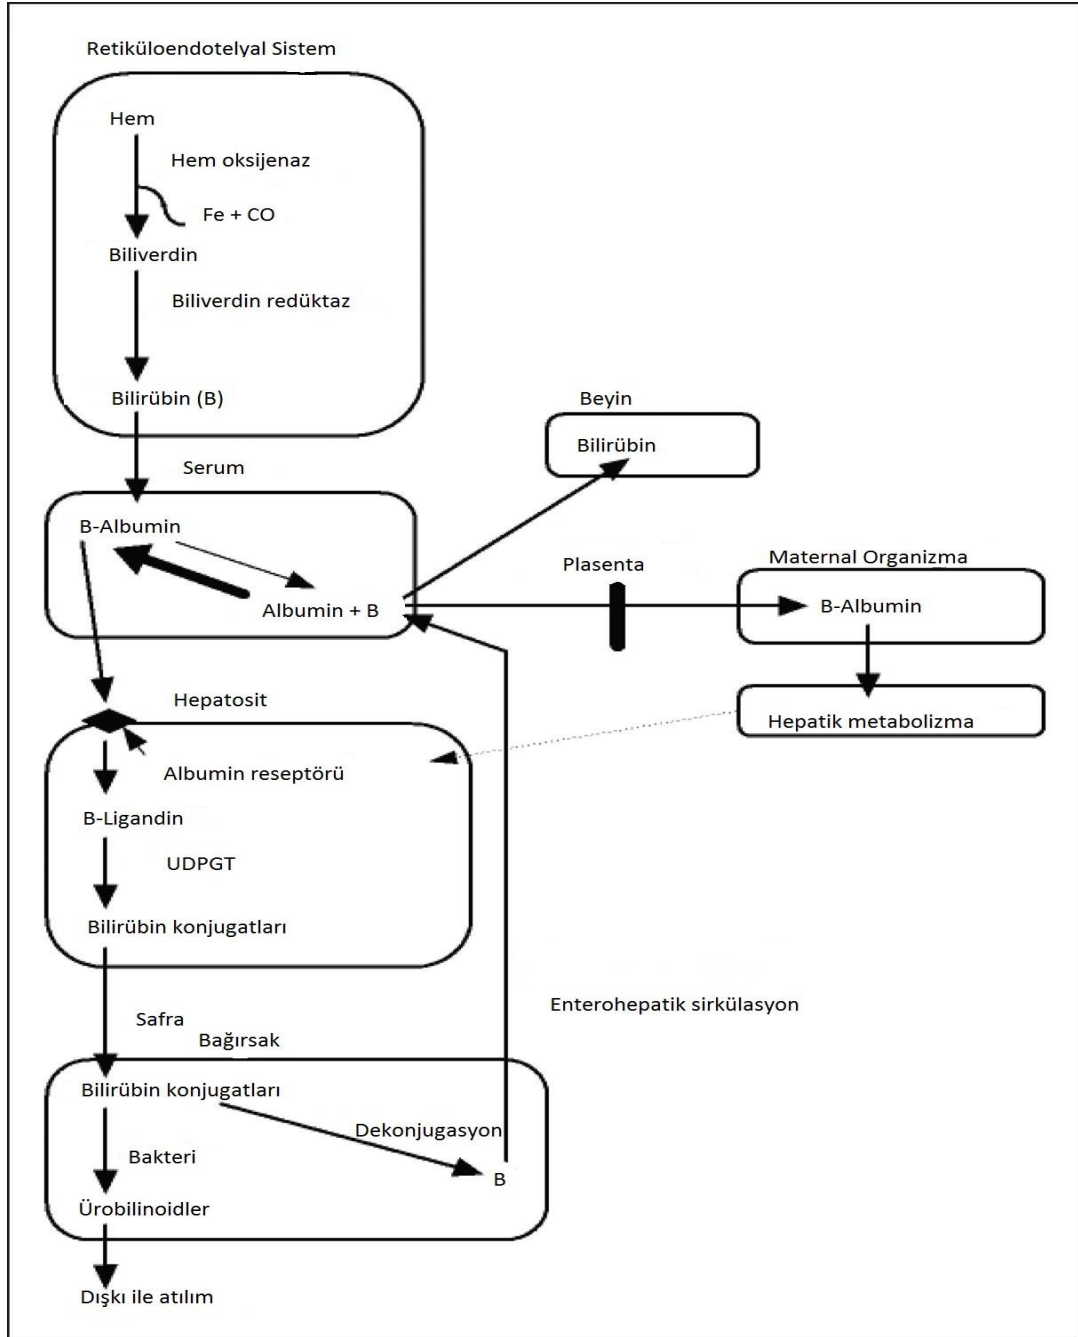 Retiküloendotelyal Sistem
Hem
Hem oksijenaz
Fe + CO
Biliverdin
Biliverdin redüktaz
Bilirübin (B)
Serum
Beyin
Bilirübin
B-Albumin
Albumin + B
Plasenta
Maternal Organizma
B-Albumin
Hepatik metabolizma
Hepatosit
Albumin reseptörü
B-Ligandin
UDPGT
Bilirübin konjugatları
Enterohepatik sirkülasyon
Safra
Bağırsak
Bilirübin konjugatları
Dekonjugasyon
Bakteri
B
Ürobilinoidler
Dışkı ile atılım